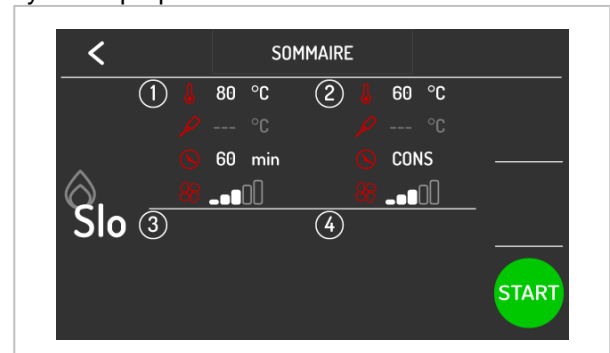 SOMMAIRE
1 80 °C 2 60 °C
--- °C --- °C
60 min CONS
Slo 3 4
START